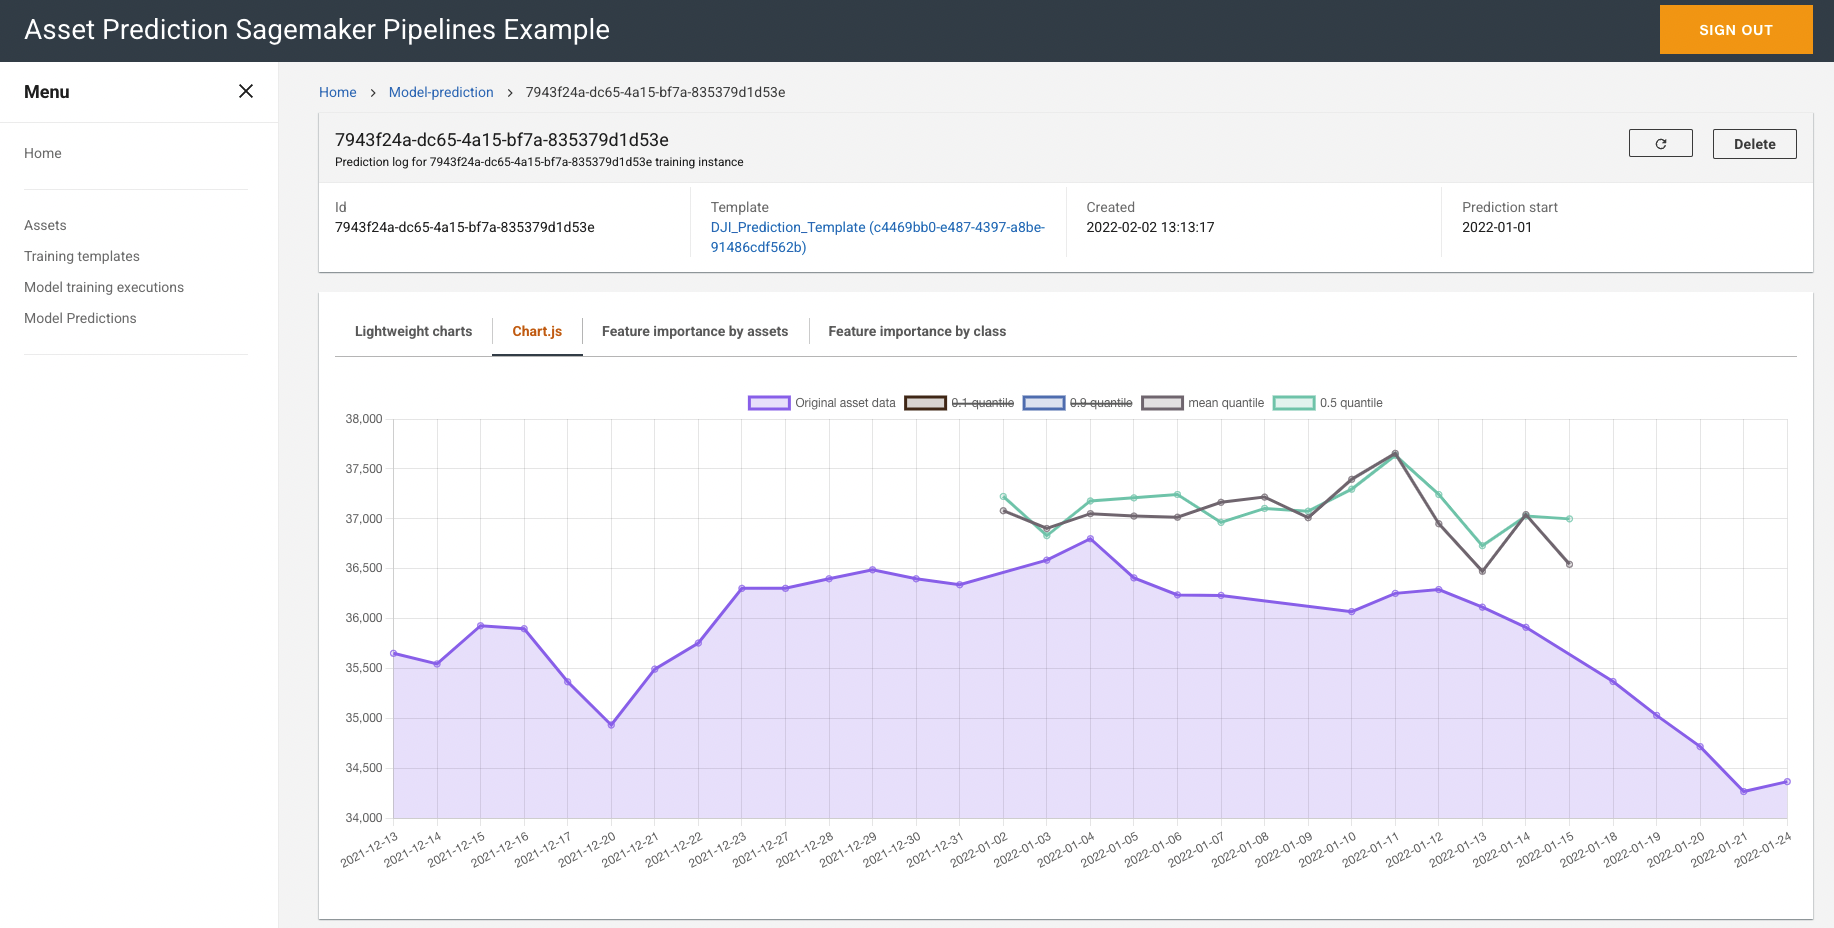 Asset Prediction Sagemaker Pipelines Example
SIGN OUT
Menu
Home
Assets
Training templates
Model training executions
Model Predictions
Home > Model-prediction > 7943f24a-dc65-4a15-bf7a-835379d1d53e
7943f24a-dc65-4a15-bf7a-835379d1d53e
Prediction log for 7943f24a-dc65-4a15-bf7a-835379d1d53e training instance
Delete
Id
7943f24a-dc65-4a15-bf7a-835379d1d53e
Template
DJI_Prediction_Template (c4469bb0-e487-4397-a8be-
91486cdf562b)
Created
2022-02-02 13:13:17
Prediction start
2022-01-01
Lightweight charts
Chart.js
Feature importance by assets
Feature importance by class
Original asset data
0.1 quantile
0.9 quantile
mean quantile
0.5 quantile
38,000
37,500
37,000
36,500
36,000
35,500
35,000
34,500
34,000
2021-12-13
2021-12-14
2021-12-15
2021-12-16
2021-12-17
2021-12-20
2021-12-21
2021-12-22
2021-12-23
2021-12-27
2021-12-28
2021-12-29
2021-12-30
2021-12-31
2022-01-02
2022-01-03
2022-01-04
2022-01-05
2022-01-06
2022-01-07
2022-01-08
2022-01-09
2022-01-10
2022-01-11
2022-01-12
2022-01-13
2022-01-14
2022-01-15
2022-01-18
2022-01-19
2022-01-20
2022-01-21
2022-01-24